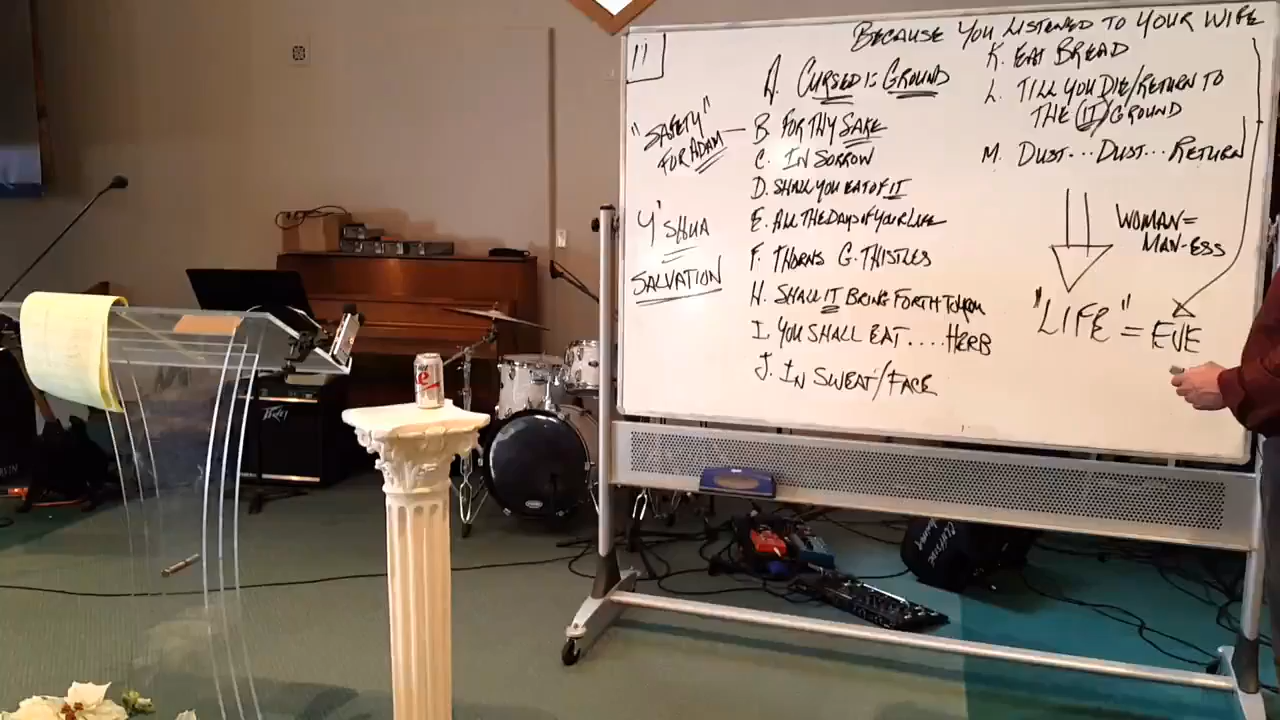 BECAUSE YOU LISTENED TO YOUR WIFE
11
A. CURSED IS GROUND
"SAFETY"
FOR ADAM
B FOR THY SAKE
C. IN SORROW
D. SHALL YOU EAT OF IT
E. ALL THE DAYS OF YOUR LIFE
F. THORNS G. THISTLES
H. SHALL IT BRING FORTH TO YOU
I. YOU SHALL EAT .... HERB
J. IN SWEAT/FACE
Y'SHUA
SALVATION
K. EAT BREAD
L. TILL YOU DIE/RETURN TO
THE (IT) GROUND
M. DUST... DUST... RETURN
WOMAN =
MAN-ESS
"LIFE" = EVE
PEAVEY